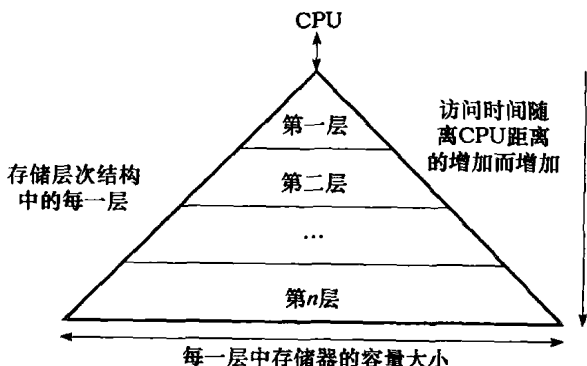 CPU
第一层
第二层
…
第n层
存储层次结构
中的每一层
访问时间随
离CPU距离
的增加而增加
每一层中存储器的容量大小